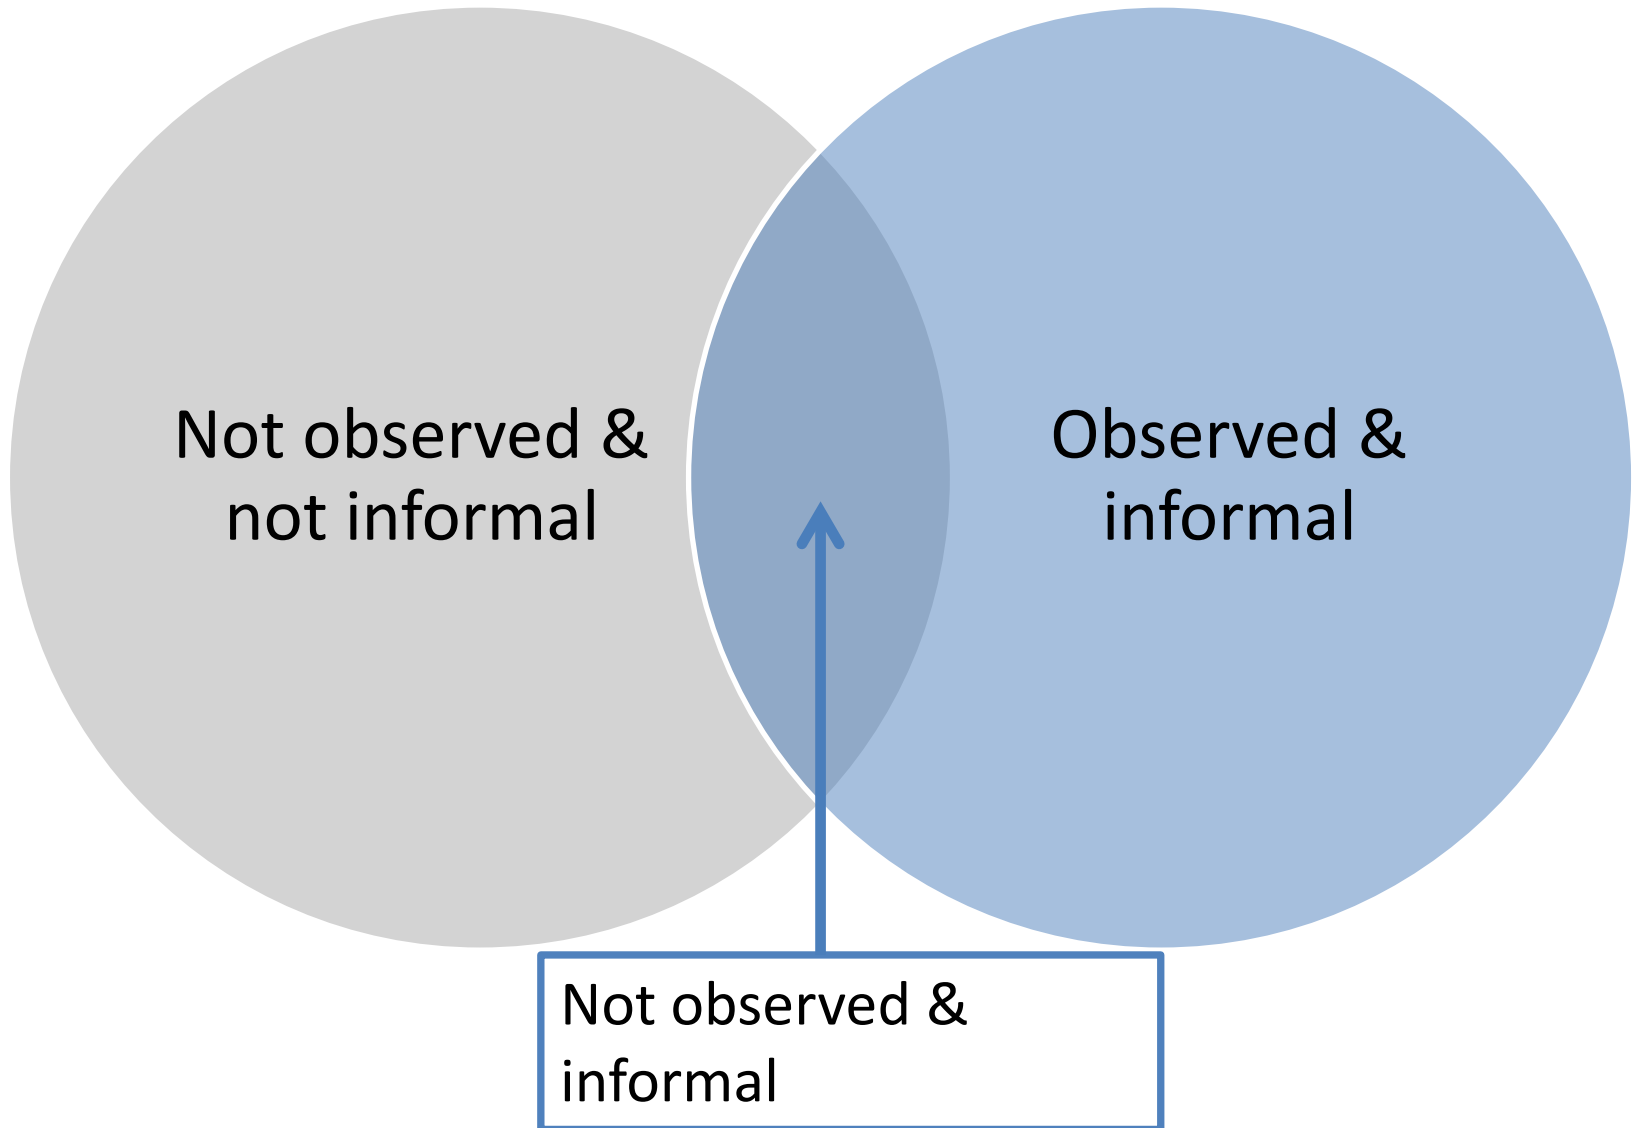 Not observed &
not informal
Observed &
informal
Not observed &
informal